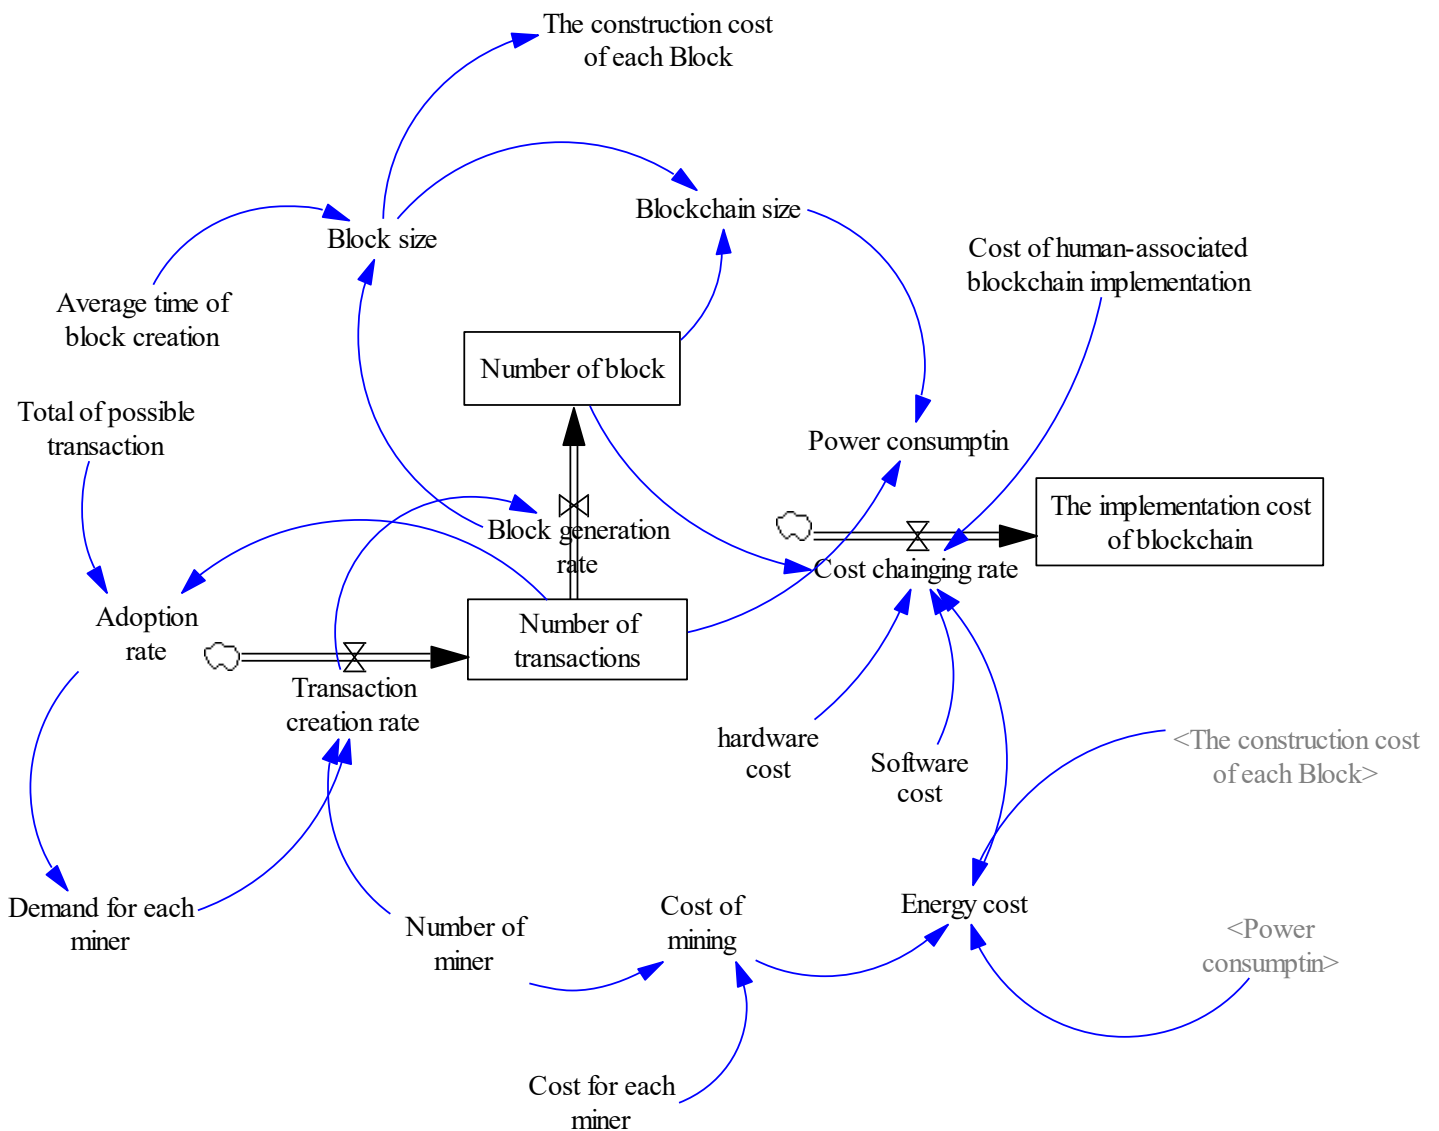 The construction cost
of each Block
Blockchain size
Block size
Cost of human-associated
blockchain implementation
Average time of
block creation
Number of block
Total of possible
transaction
Power consumptin
The implementation cost
of blockchain
Block generation
rate
Cost chainging rate
Adoption
rate
Number of
transactions
Transaction
creation rate
hardware
cost
Software
cost
<The construction cost
of each Block>
Demand for each
miner
Number of
miner
Cost of
mining
Energy cost
<Power
consumptin>
Cost for each
miner